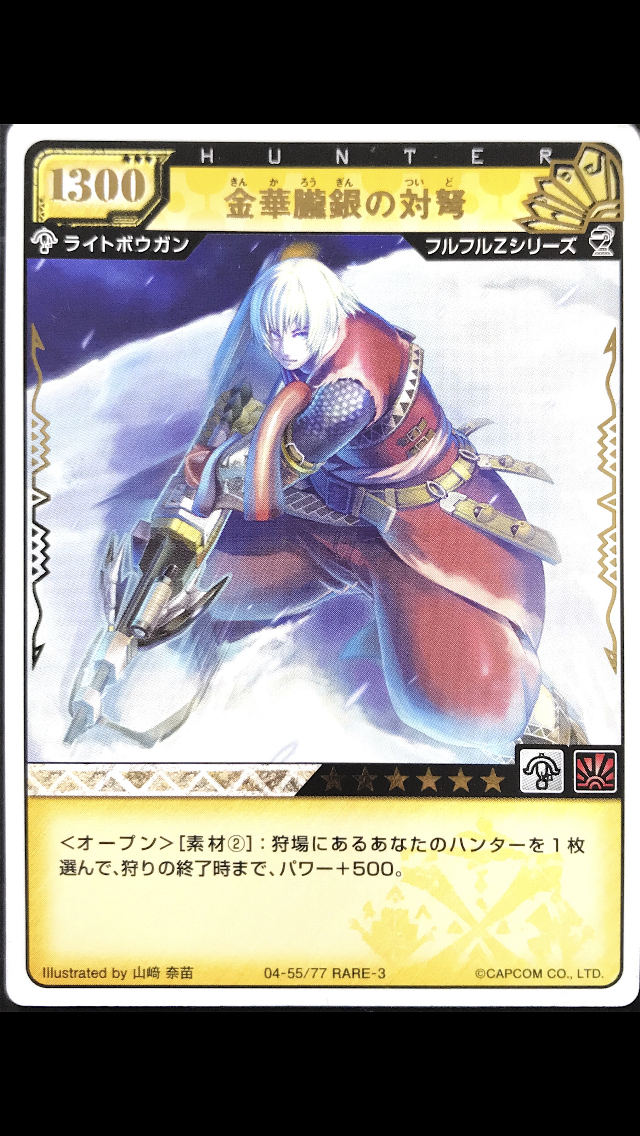 HUNTER
1300
きんかろうぎん ついど
金華朧銀の対弩
ライトボウガン
フルフルZシリーズ
<オープン>[素材②]:狩場にあるあなたのハンターを1枚
選んで、狩りの終了時まで、パワー+500。
Illustrated by 山﨑 奈苗
04-55/77 RARE-3
©CAPCOM CO., LTD.